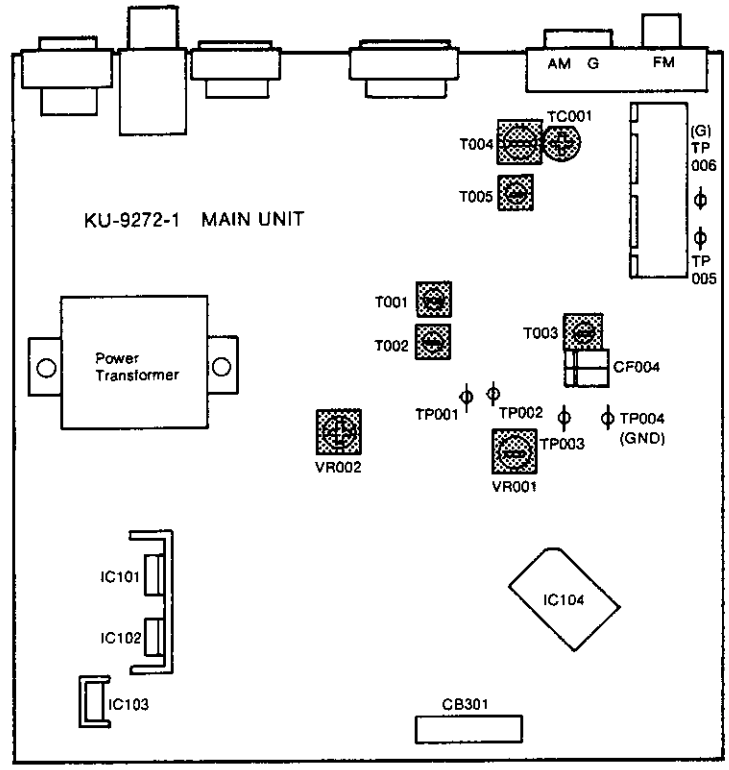 AM G FM
TC001
T004
(G)
TP
006
T005
KU-9272-1 MAIN UNIT
TP
005
T001
T002
T003
Power
Transformer
CF004
TP001
TP002
TP003
TP004
(GND)
VR002
VR001
IC101
IC104
IC102
IC103
CB301